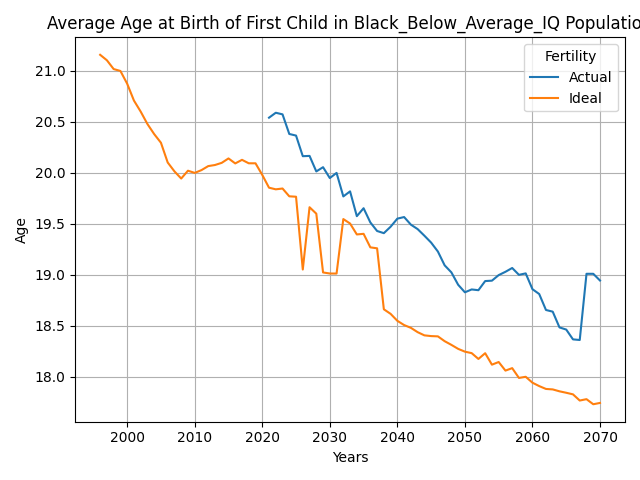 Average Age at Birth of First Child in Black_Below_Average_IQ Populatio
Fertility
Actual
Ideal
21.0
20.5
20.0
19.5
19.0
18.5
18.0
Age
2000 2010 2020 2030 2040 2050 2060 2070
Years